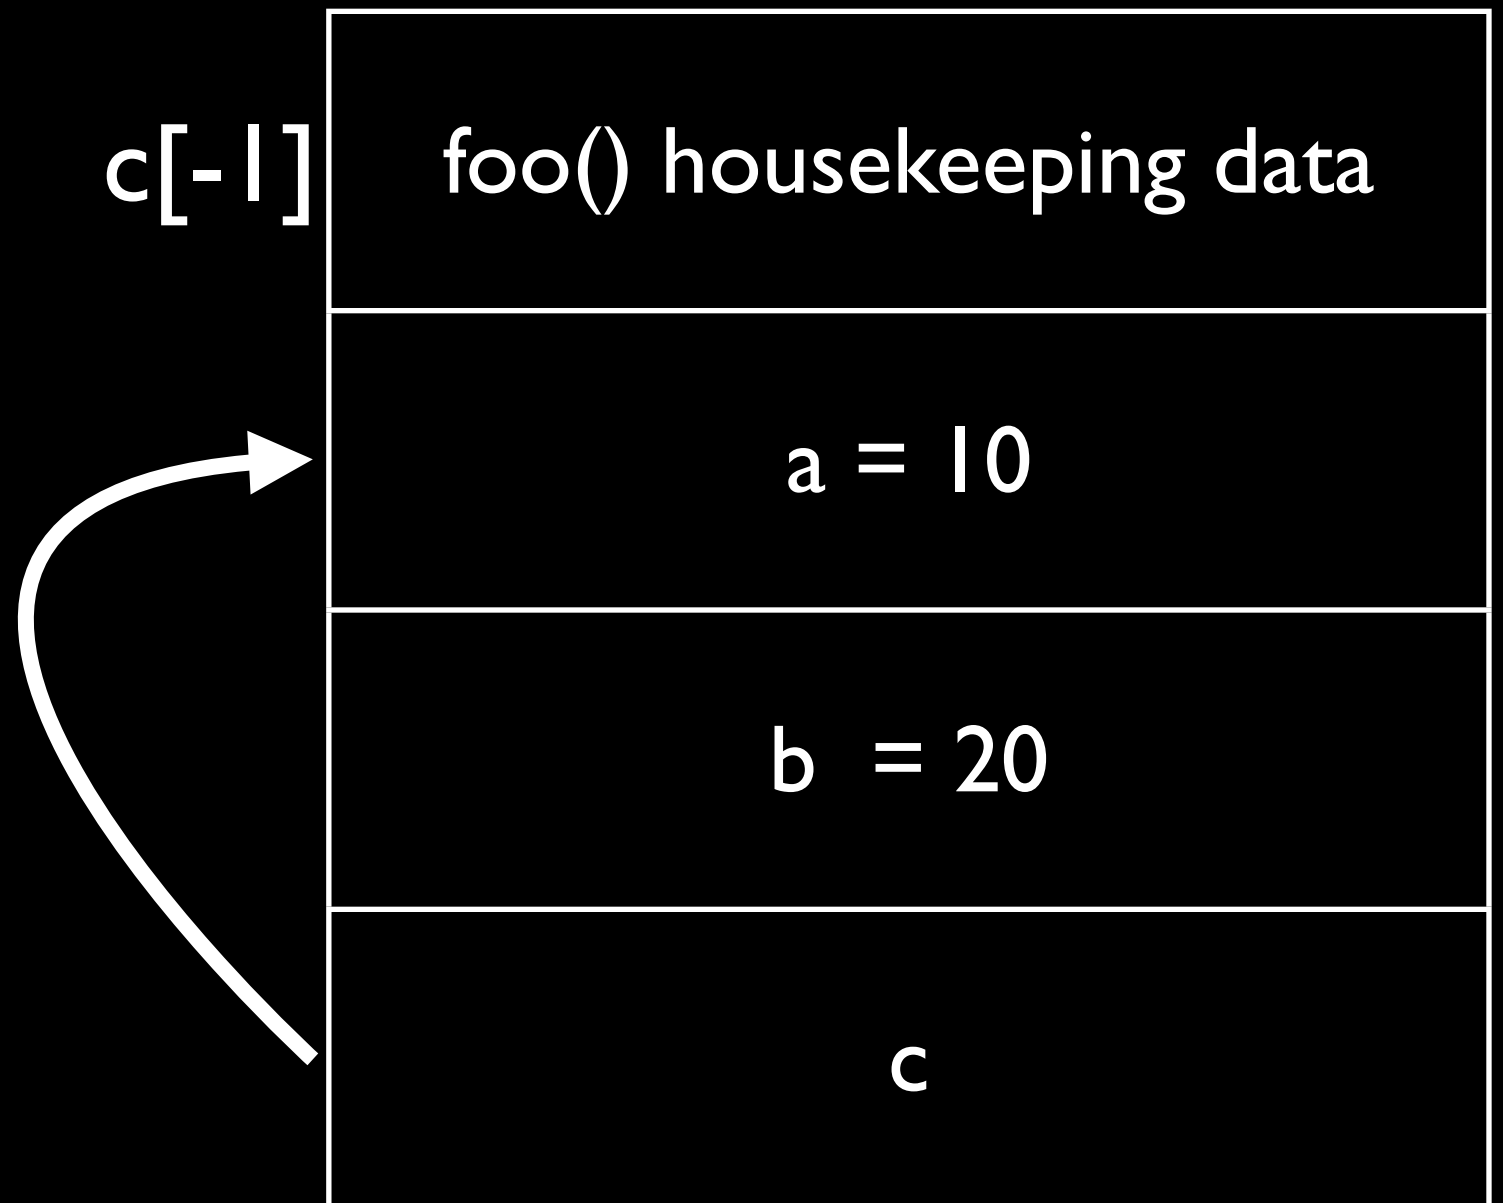 c[-1]
foo() housekeeping data
a = 10
b = 20
c